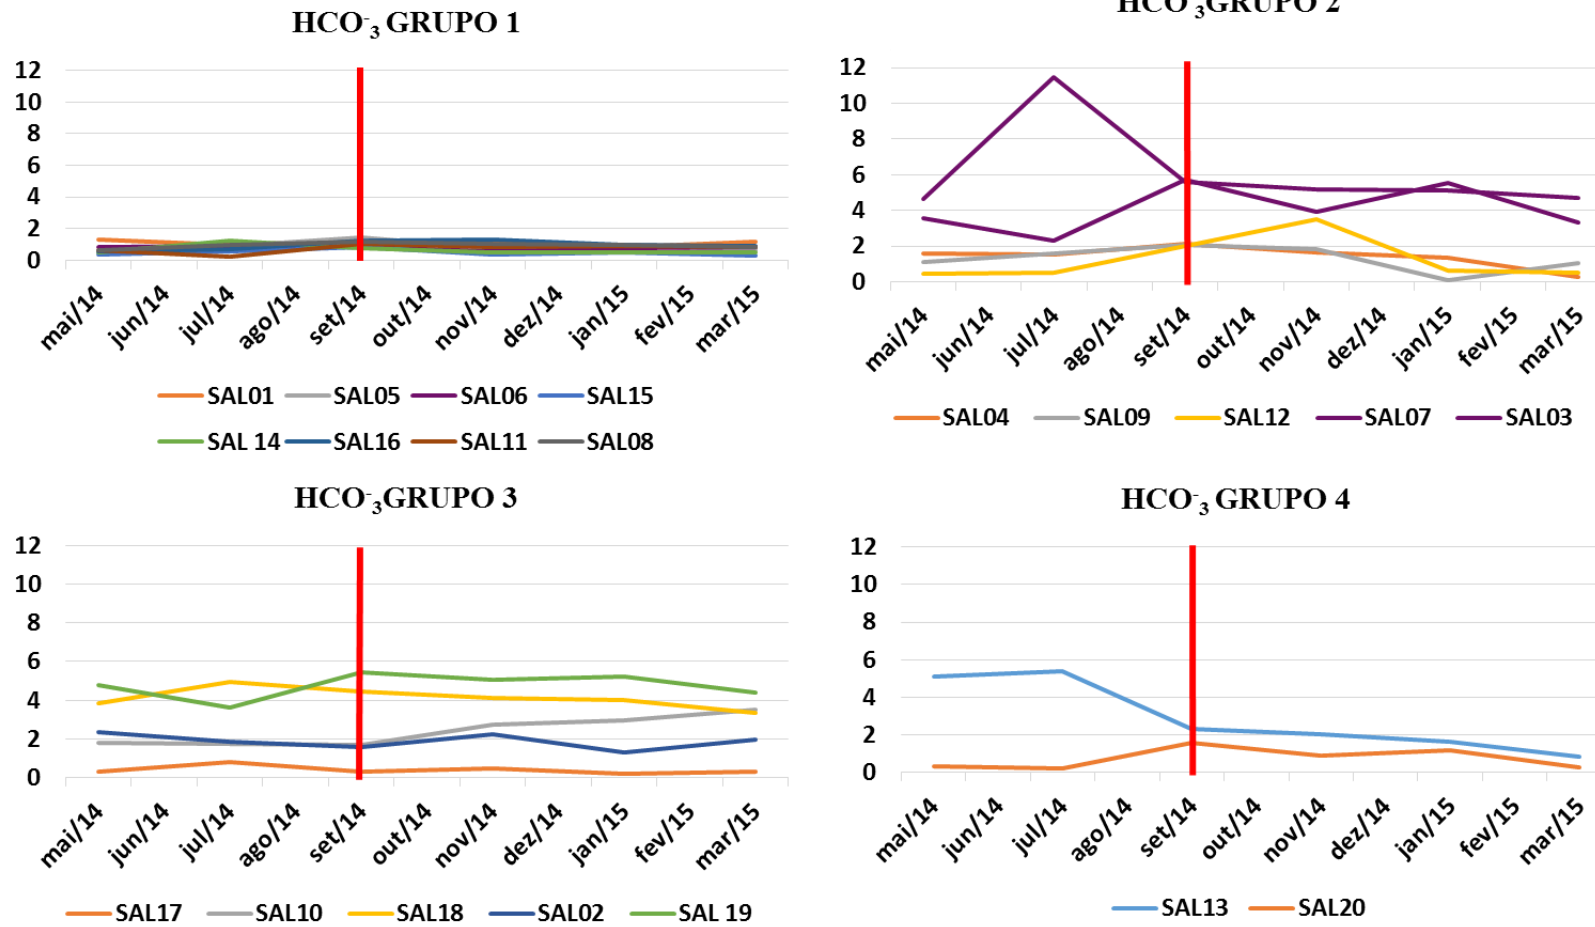 HCO-3 GRUPO 1
12
10
8
6
4
2
0
mai/14 jun/14 jul/14 ago/14 set/14 out/14 nov/14 dez/14 jan/15 fev/15 mar/15
SAL01 SAL05 SAL06 SAL15
SAL 14 SAL16 SAL11 SAL08
HCO-3GRUPO 2
12
10
8
6
4
2
0
mai/14 jun/14 jul/14 ago/14 set/14 out/14 nov/14 dez/14 jan/15 fev/15 mar/15
SAL04 SAL09 SAL12 SAL07 SAL03
HCO-3GRUPO 3
12
10
8
6
4
2
0
mai/14 jun/14 jul/14 ago/14 set/14 out/14 nov/14 dez/14 jan/15 fev/15 mar/15
SAL17 SAL10 SAL18 SAL02 SAL 19
HCO-3 GRUPO 4
12
10
8
6
4
2
0
mai/14 jun/14 jul/14 ago/14 set/14 out/14 nov/14 dez/14 jan/15 fev/15 mar/15
SAL13 SAL20